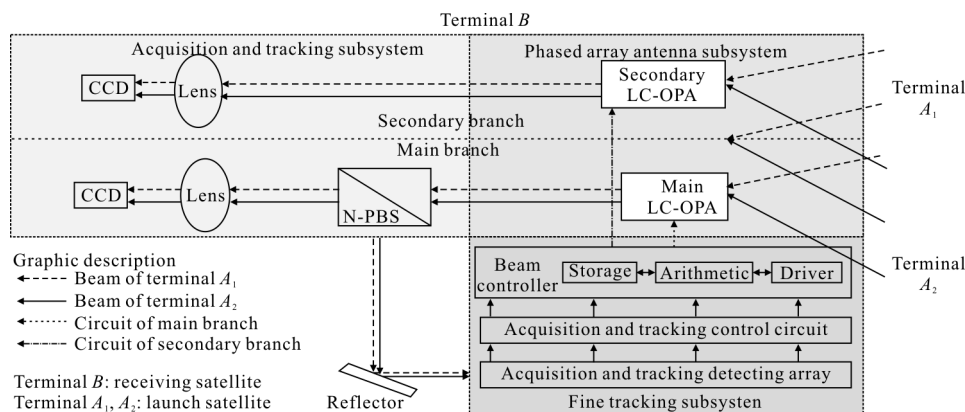 Terminal B
Acquisition and tracking subsystem
Phased array antenna subsystem
CCD
Lens
Secondary
LC-OPA
Terminal
A1
Secondary branch
Main branch
CCD
Lens
N-PBS
Main
LC-OPA
Terminal
A2
Graphic description
Beam of terminal A1
Beam of terminal A2
Circuit of main branch
Circuit of secondary branch
Terminal B: receiving satellite
Terminal A1, A2: launch satellite
Reflector
Beam
controller
Storage
Arithmetic
Driver
Acquisition and tracking control circuit
Acquisition and tracking detecting array
Fine tracking subsysten